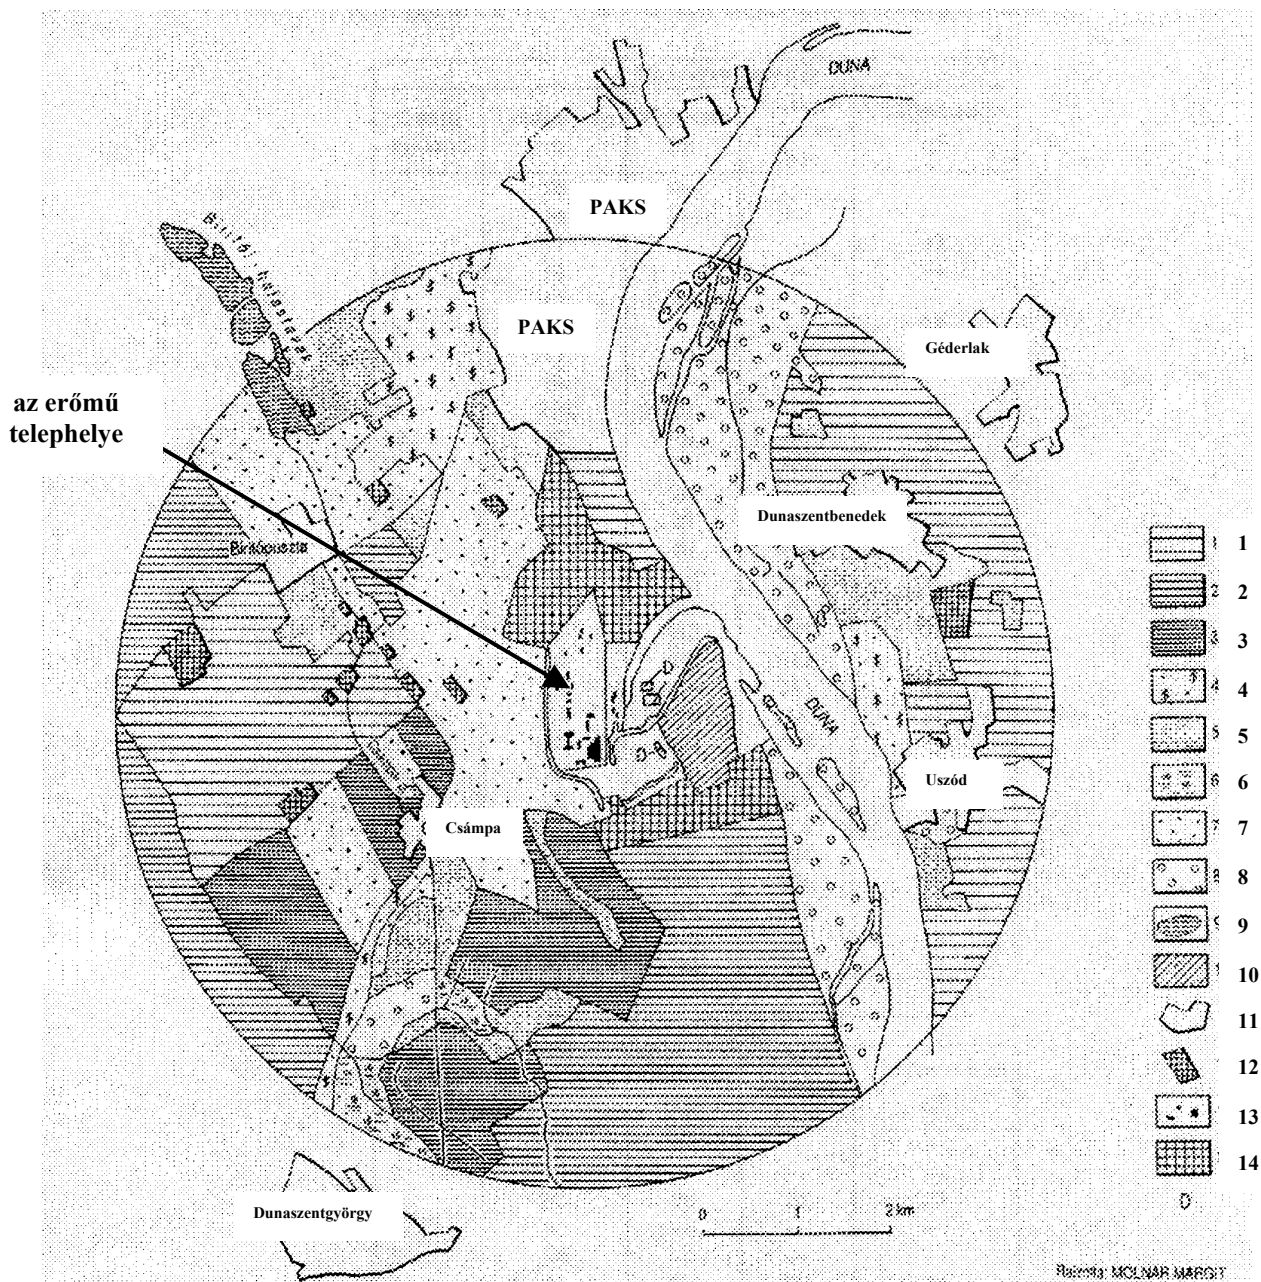 DUNA
PAKS
PAKS
Géderlak
az erőmű
telephelye
Dunaszentbenedek
Biritópuszta
DUNA
Uszód
Csámpa
Dunaszentgyörgy
1
2
3
4
5
6
7
8
9
10
11
12
13
14
D
0 1 2 km
Rajzolta: MOLNÁR MARGIT